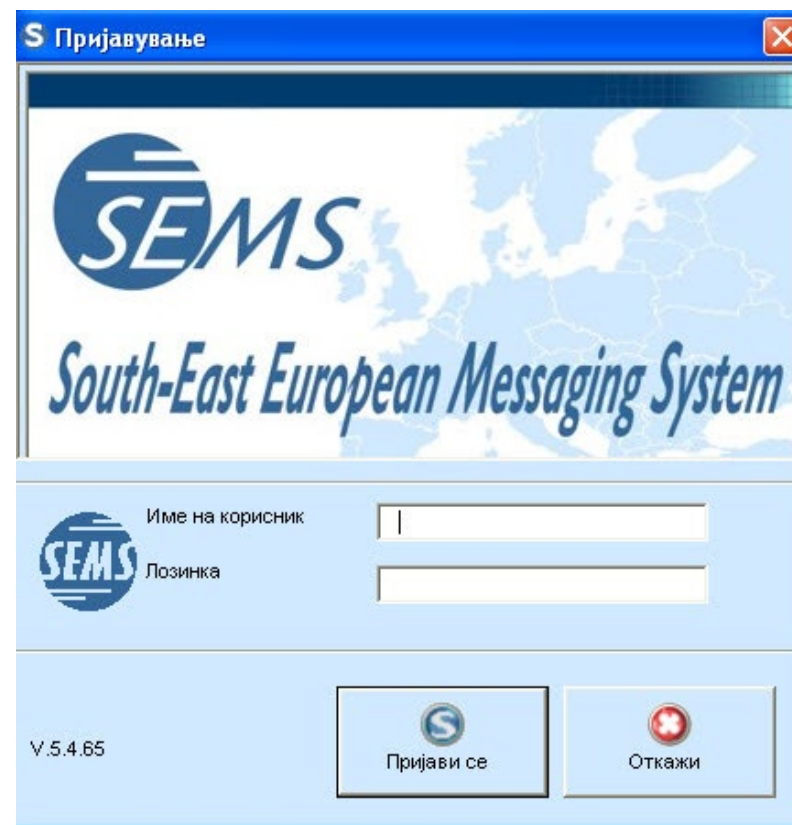 S Пријавување
SEMS
South-East European Messaging System
SEMS
Име на корисник
Лозинка
V.5.4.65
S
Пријави се
Откажи